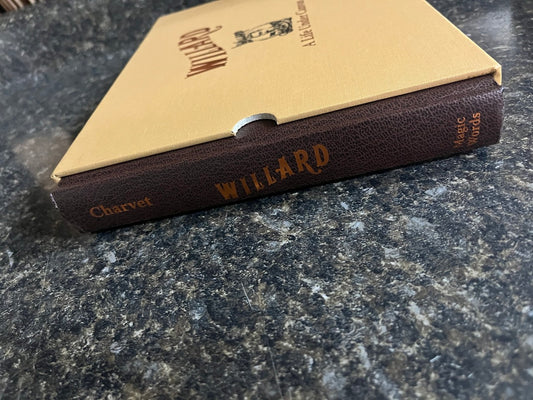 WILLARD
A Life Under Canvas
Charvet
WILLARD
Magic
Words